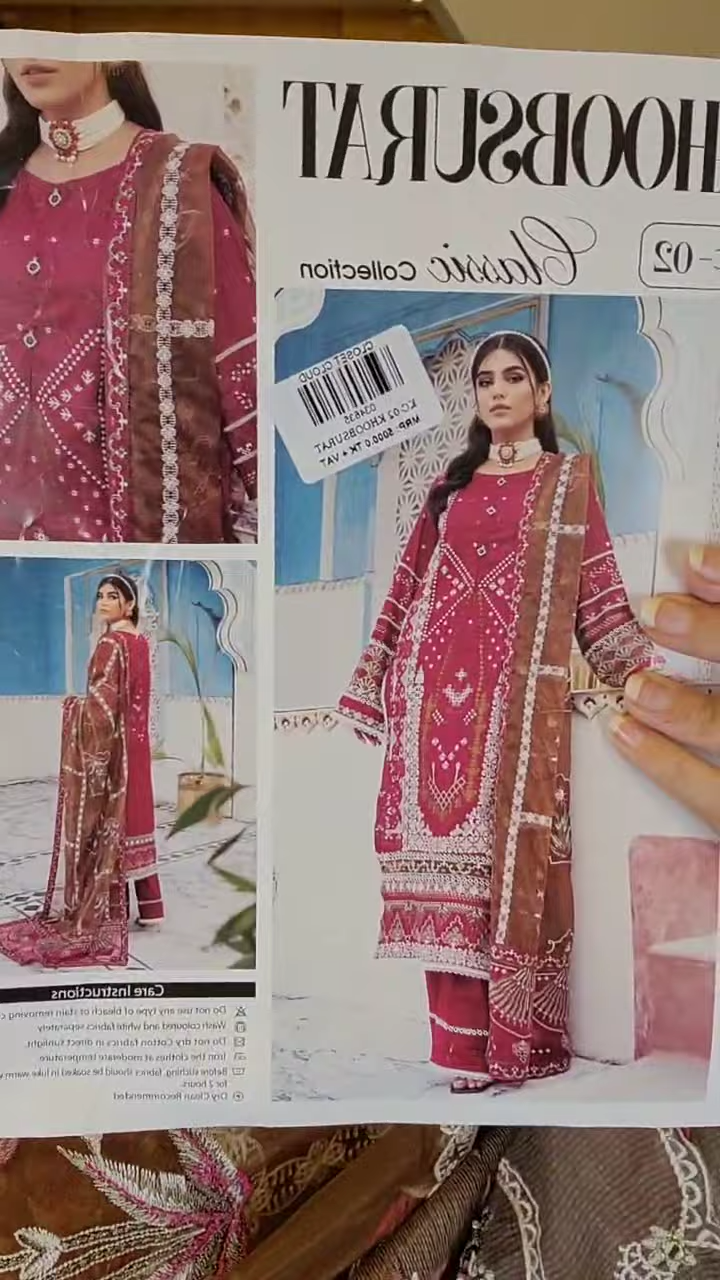 HOOBSURAT
Classic Collection
C-02
CLOSET CLOUD
034635
KC-02 KHOOBSURAT
MRP: 5000.0 TK + VAT
Care Instructions
Do not use any type of bleach or stain removing
Wash coloured and white fabrics separately
Do not dry Cotton fabrics in direct sunlight.
Iron the clothes at moderate temperature.
Before stitching, fabrics should be soaked in luke warm
for 2 hours.
Dry Clean Recommended